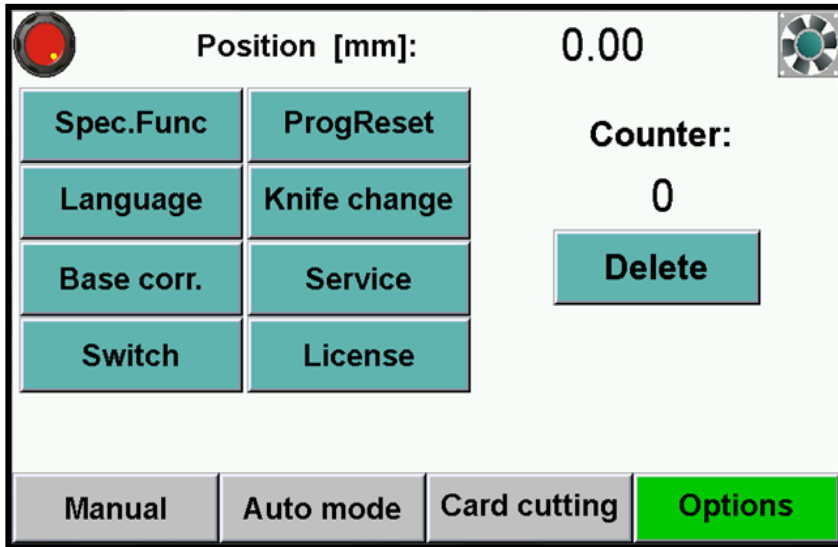 Position [mm]: 0.00
Spec.Func ProgReset
Counter:
Language Knife change
0
Base corr. Service
Delete
Switch License
Manual Auto mode Card cutting Options